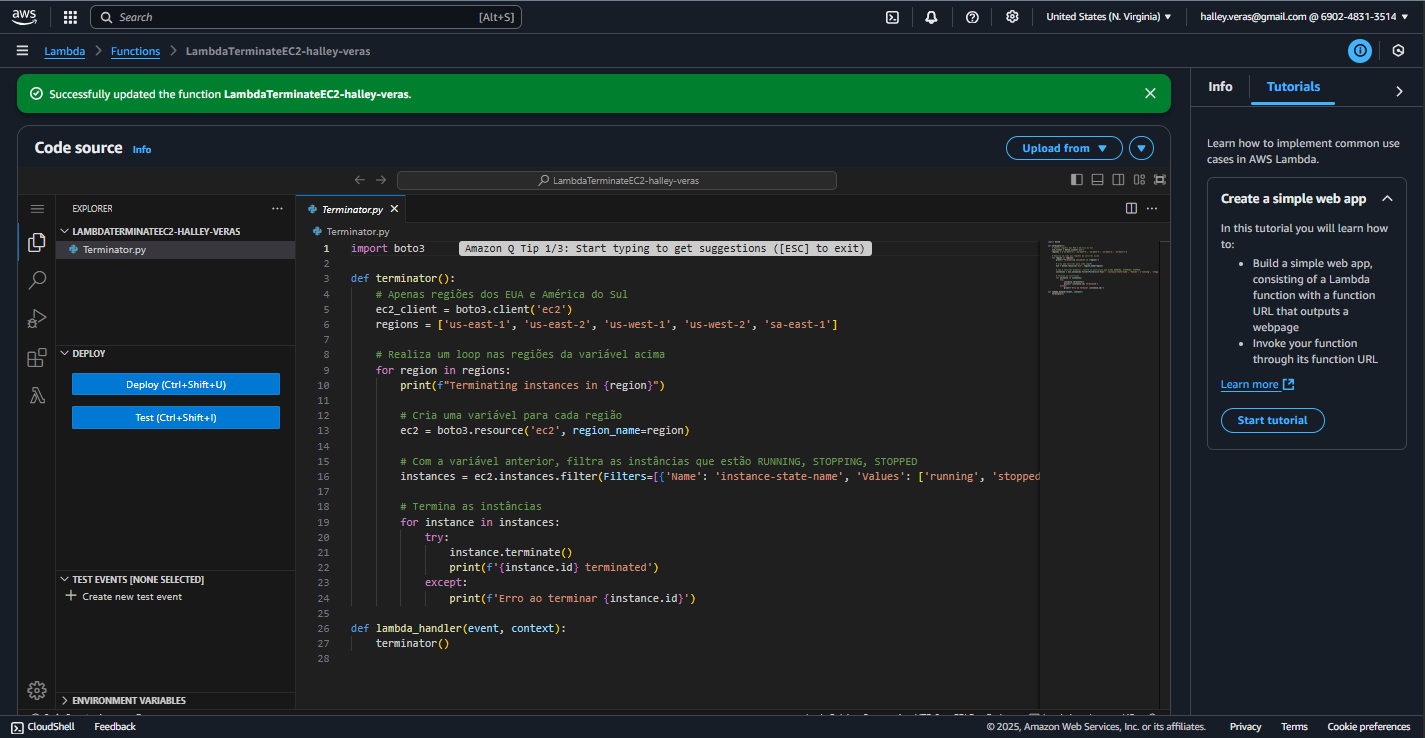 aws
Search [Alt+S]
United States (N. Virginia)
halley.veras@gmail.com @ 6902-4831-3514
Lambda > Functions > LambdaTerminateEC2-halley-veras
Successfully updated the function LambdaTerminateEC2-halley-veras.
Code source Info
Upload from
LambdaTerminateEC2-halley-veras
EXPLORER
LAMBDATERMINATEEC2-HALLEY-VERAS
Terminator.py
DEPLOY
Deploy (Ctrl+Shift+U)
Test (Ctrl+Shift+I)
TEST EVENTS [NONE SELECTED]
Create new test event
ENVIRONMENT VARIABLES
Terminator.py
Terminator.py
1 import boto3 Amazon Q Tip 1/3: Start typing to get suggestions ([ESC] to exit)
2
3 def terminator():
4 # Apenas regiões dos EUA e América do Sul
5 ec2_client = boto3.client('ec2')
6 regions = ['us-east-1', 'us-east-2', 'us-west-1', 'us-west-2', 'sa-east-1']
7
8 # Realiza um loop nas regiões da variável acima
9 for region in regions:
10 print(f"Terminating instances in {region}")
11
12 # Cria uma variável para cada região
13 ec2 = boto3.resource('ec2', region_name=region)
14
15 # Com a variável anterior, filtra as instâncias que estão RUNNING, STOPPING, STOPPED
16 instances = ec2.instances.filter(Filters=[{'Name': 'instance-state-name', 'Values': ['running', 'stopped
17
18 # Termina as instâncias
19 for instance in instances:
20 try:
21 instance.terminate()
22 print(f'{instance.id} terminated')
23 except:
24 print(f'Erro ao terminar {instance.id}')
25
26 def lambda_handler(event, context):
27 terminator()
28
Info
Tutorials
Learn how to implement common use
cases in AWS Lambda.
Create a simple web app
In this tutorial you will learn how
to:
• Build a simple web app,
consisting of a Lambda
function with a function
URL that outputs a
webpage
• Invoke your function
through its function URL
Learn more
Start tutorial
CloudShell
Feedback
© 2025, Amazon Web Services, Inc. or its affiliates.
Privacy
Terms
Cookie preferences